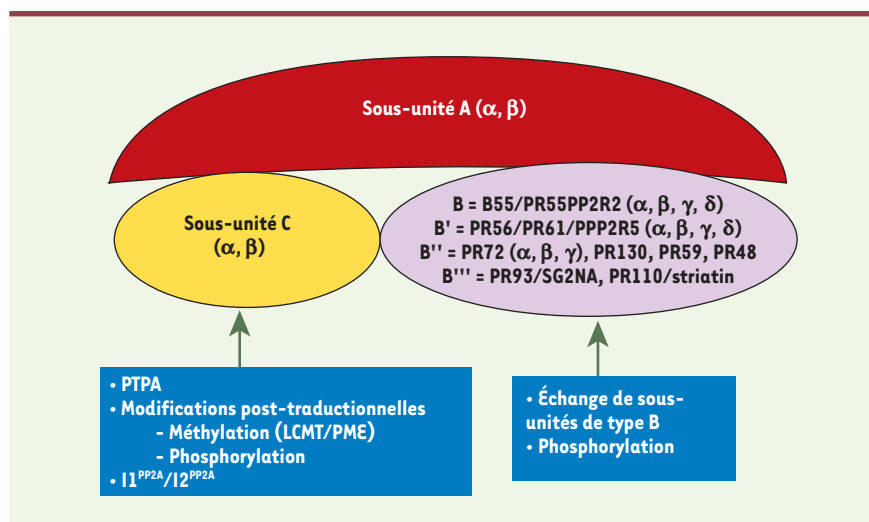 Sous-unité A (α, β)
Sous-unité C
(α, β)
B = B55/PR55PP2R2 (α, β, γ, δ)
B' = PR56/PR61/PPP2R5 (α, β, γ, δ)
B'' = PR72 (α, β, γ), PR130, PR59, PR48
B''' = PR93/SG2NA, PR110/striatin
• PTPA
• Modifications post-traductionnelles
- Méthylation (LCMT/PME)
- Phosphorylation
• I1PP2A/I2PP2A
• Échange de sous-
unités de type B
• Phosphorylation